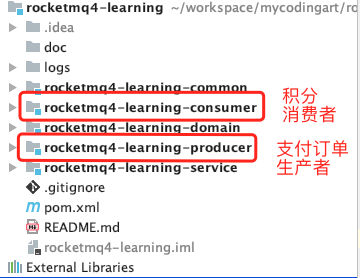 rocketmq4-learning ~/workspace/mycodingart/ro
.idea
doc
logs
rocketmq4-learning-common
rocketmq4-learning-consumer
积分
消费者
rocketmq4-learning-domain
rocketmq4-learning-producer
支付订单
生产者
rocketmq4-learning-service
.gitignore
pom.xml
README.md
rocketmq4-learning.iml
External Libraries